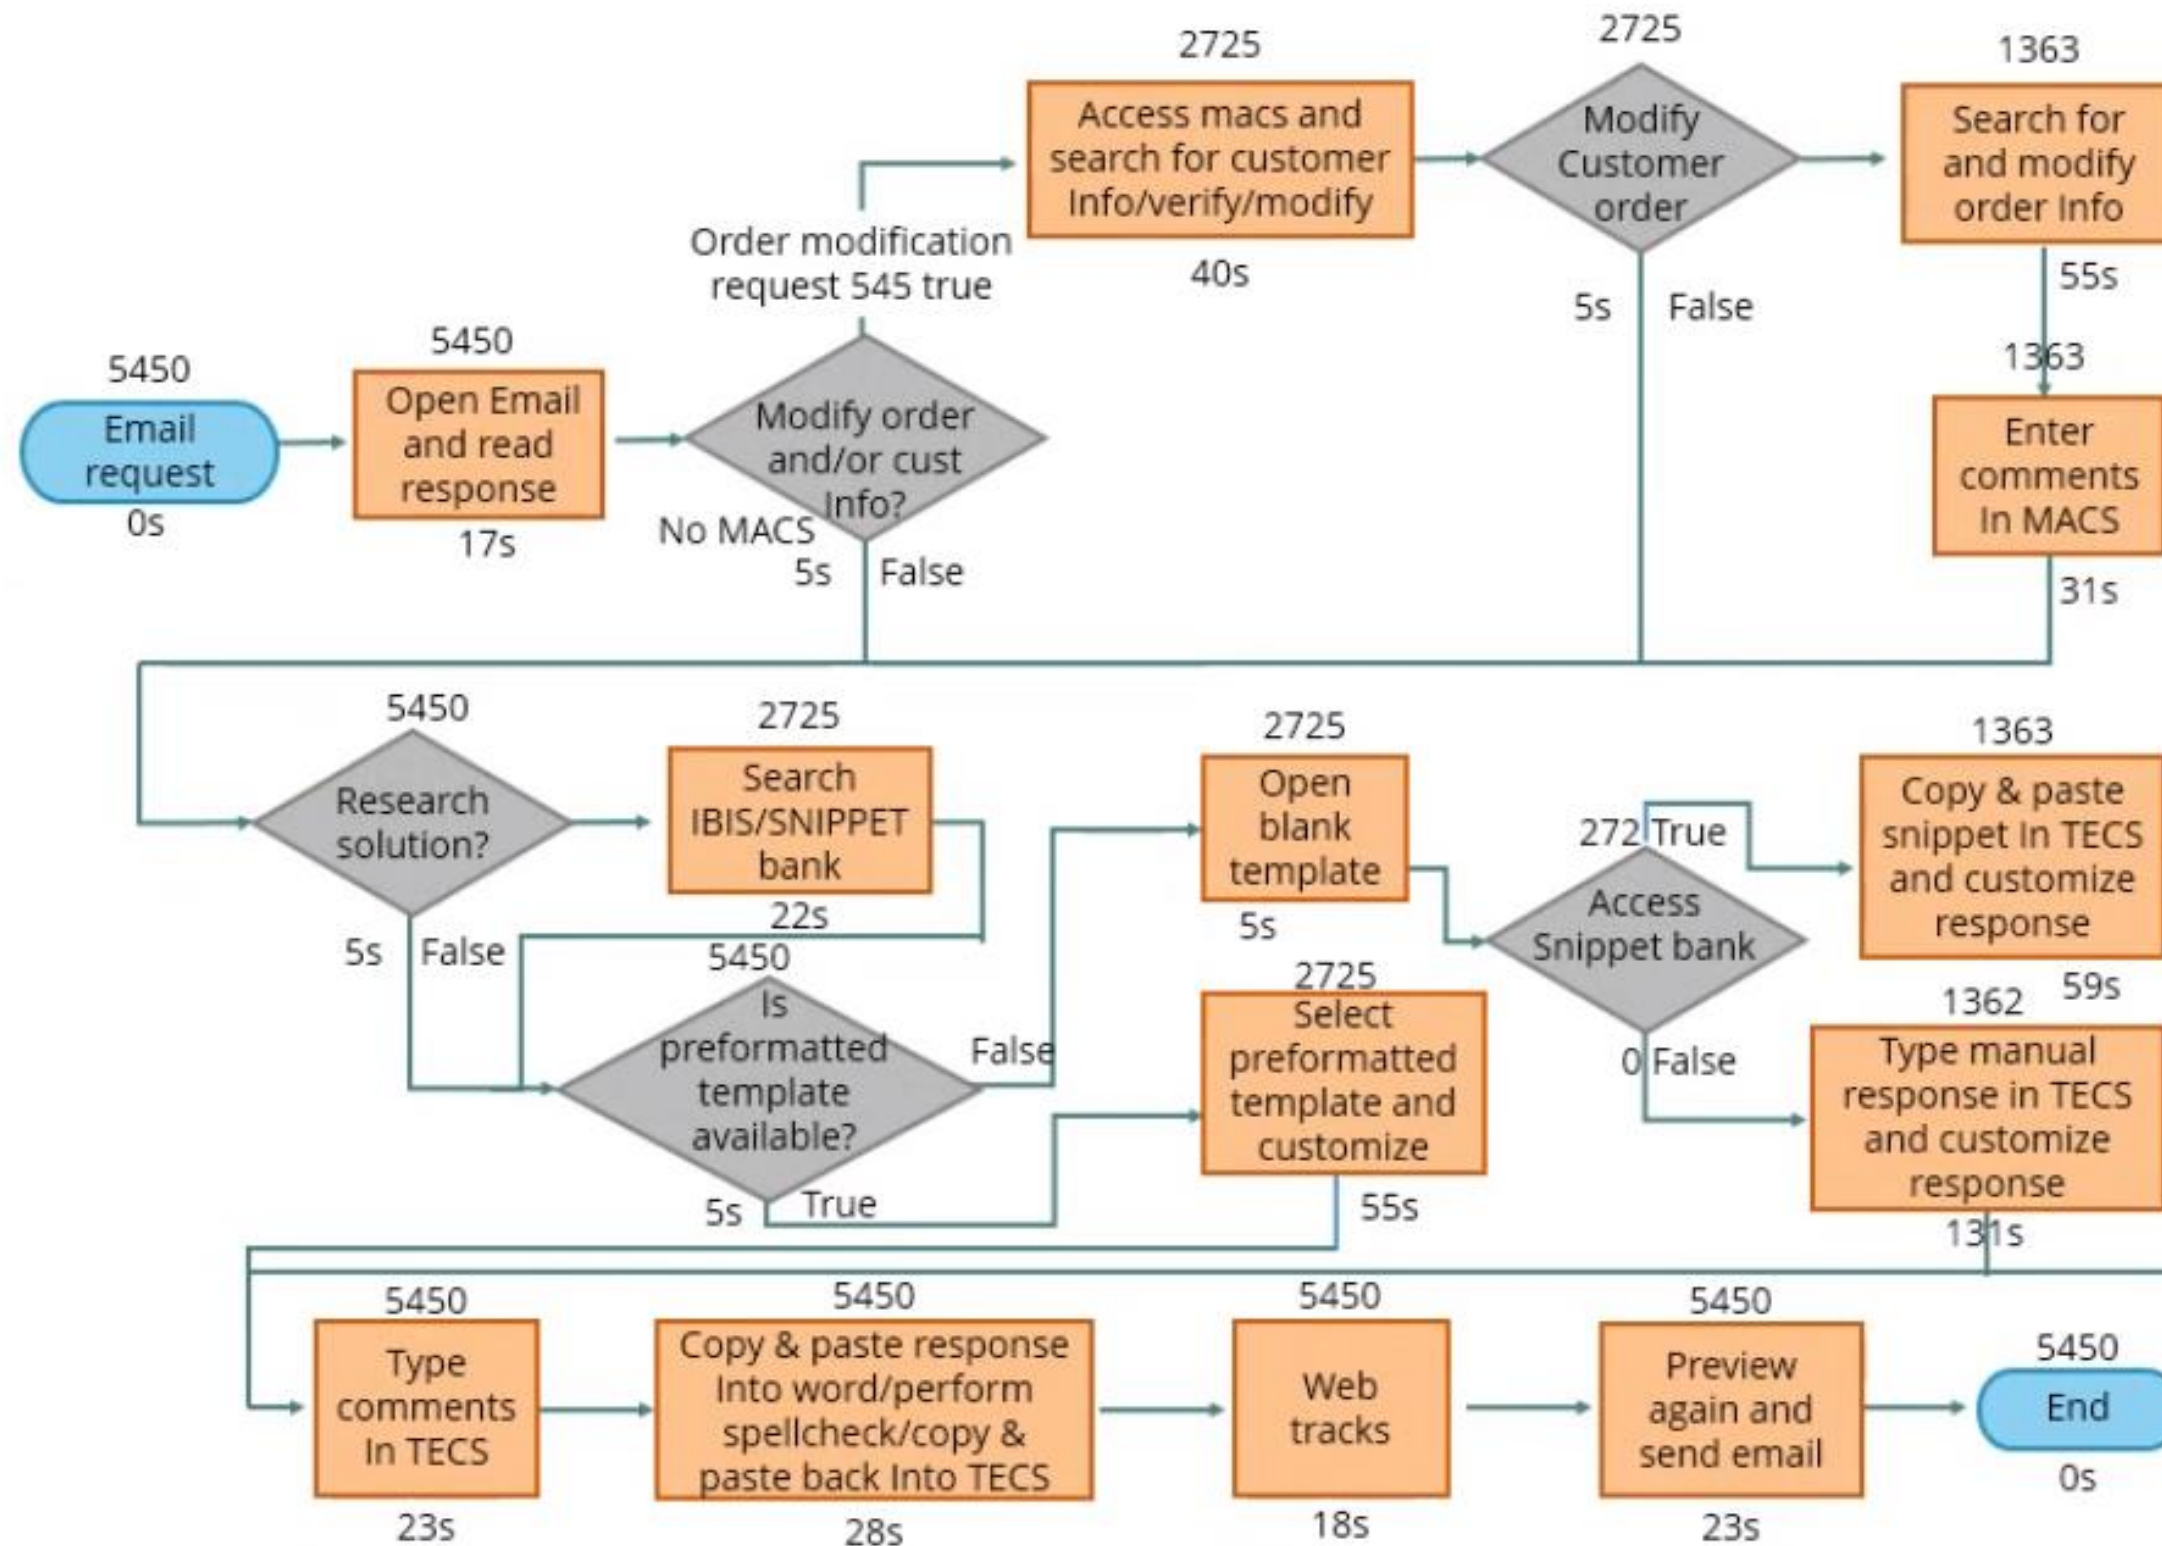 2725
2725
1363
Access macs and
search for customer
Info/verify/modify
Modify
Customer
order
Search for
and modify
order Info
Order modification
request 545 true
40s
5s
False
55s
5450
5450
Email
request
0s
Open Email
and read
response
17s
Modify order
and/or cust
Info?
No MACS
5s
False
1363
Enter
comments
In MACS
31s
5450
Research
solution?
5s
False
2725
Search
IBIS/SNIPPET
bank
22s
5450
Is
preformatted
template
available?
False
5s
True
2725
Open
blank
template
5s
2725
Select
preformatted
template and
customize
55s
272
True
Access
Snippet bank
0
False
1363
Copy & paste
snippet In TECS
and customize
response
59s
1362
Type manual
response in TECS
and customize
response
131s
5450
Type
comments
In TECS
23s
5450
Copy & paste response
Into word/perform
spellcheck/copy &
paste back Into TECS
28s
5450
Web
tracks
18s
5450
Preview
again and
send email
23s
5450
End
0s